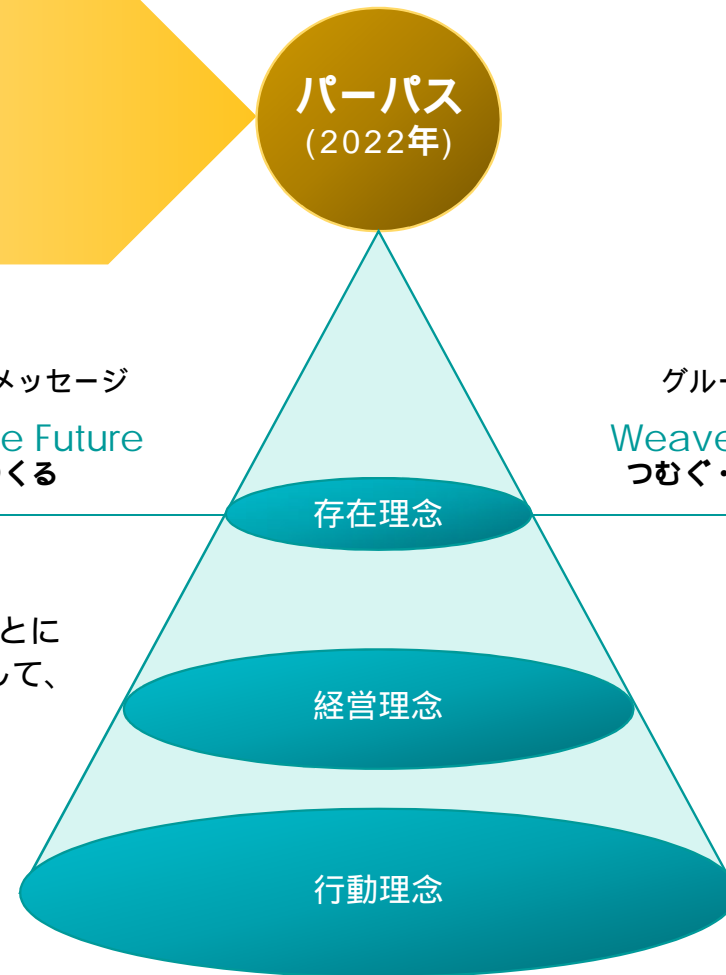 パーパス
(2022年)
メッセージ
グルー
e Future
Weave
くる
つむぐ・
存在理念
とに
して、
経営理念
行動理念